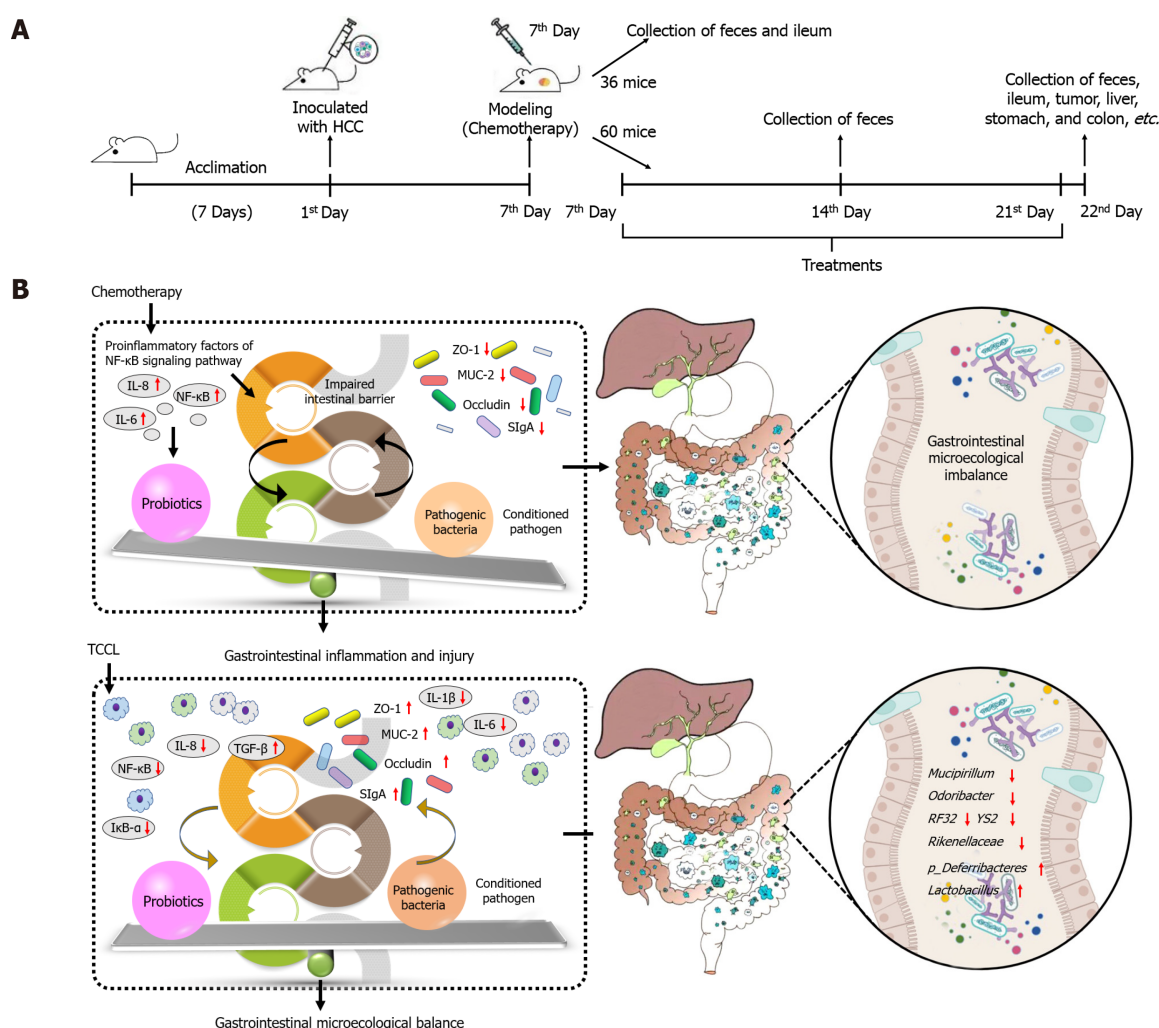 A
7th Day
Collection of feces and ileum
36 mice
Inoculated
with HCC
Modeling
(Chemotherapy)
60 mice
Collection of feces
Collection of feces,
ileum, tumor, liver,
stomach, and colon, etc.
Acclimation
(7 Days)
1st Day
7th Day
7th Day
14th Day
21st Day
22nd Day
Treatments
B
Chemotherapy
Proinflammatory factors of
NF-κB signaling pathway
IL-8
NF-κB
IL-6
Impaired
intestinal barrier
ZO-1
MUC-2
Occludin
SIgA
Probiotics
Pathogenic
bacteria
Conditioned
pathogen
Gastrointestinal
microecological
imbalance
TCCL
Gastrointestinal inflammation and injury
IL-1β
ZO-1
IL-6
MUC-2
IL-8
TGF-β
Occludin
NF-κB
SIgA
IκB-α
Probiotics
Pathogenic
bacteria
Conditioned
pathogen
Mucipirillum
Odoribacter
RF32 YS2
Rikenellaceae
p_Deferribacteres
Lactobacillus
Gastrointestinal microecological balance